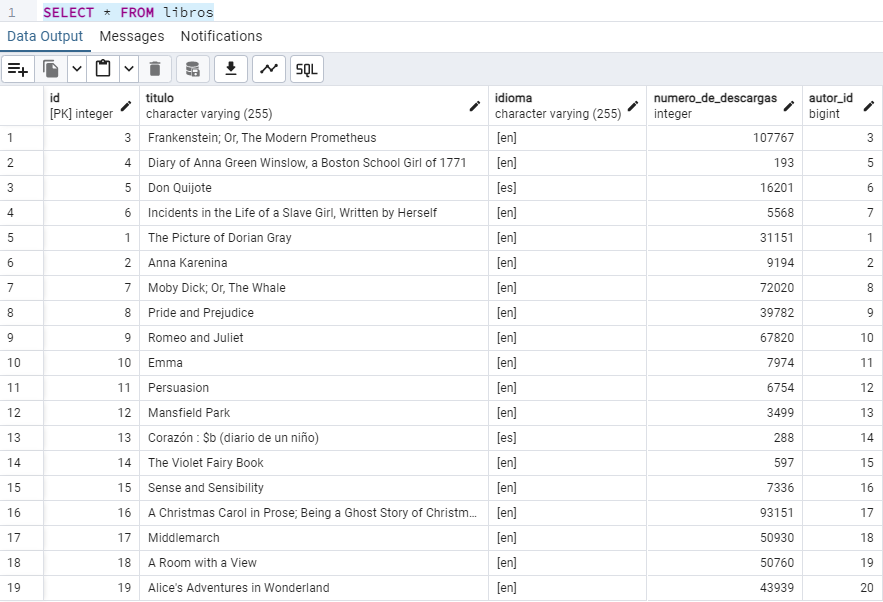 1 SELECT * FROM libros
Data Output Messages Notifications
SQL
id titulo idioma numero_de_descargas autor_id
[PK] integer character varying (255) character varying (255) integer bigint
1 3 Frankenstein; Or, The Modern Prometheus [en] 107767 3
2 4 Diary of Anna Green Winslow, a Boston School Girl of 1771 [en] 193 5
3 5 Don Quijote [es] 16201 6
4 6 Incidents in the Life of a Slave Girl, Written by Herself [en] 5568 7
5 1 The Picture of Dorian Gray [en] 31151 1
6 2 Anna Karenina [en] 9194 2
7 7 Moby Dick; Or, The Whale [en] 72020 8
8 8 Pride and Prejudice [en] 39782 9
9 9 Romeo and Juliet [en] 67820 10
10 10 Emma [en] 7974 11
11 11 Persuasion [en] 6754 12
12 12 Mansfield Park [en] 3499 13
13 13 Corazón : $b (diario de un niño) [es] 288 14
14 14 The Violet Fairy Book [en] 597 15
15 15 Sense and Sensibility [en] 7336 16
16 16 A Christmas Carol in Prose; Being a Ghost Story of Christm... [en] 93151 17
17 17 Middlemarch [en] 50930 18
18 18 A Room with a View [en] 50760 19
19 19 Alice's Adventures in Wonderland [en] 43939 20